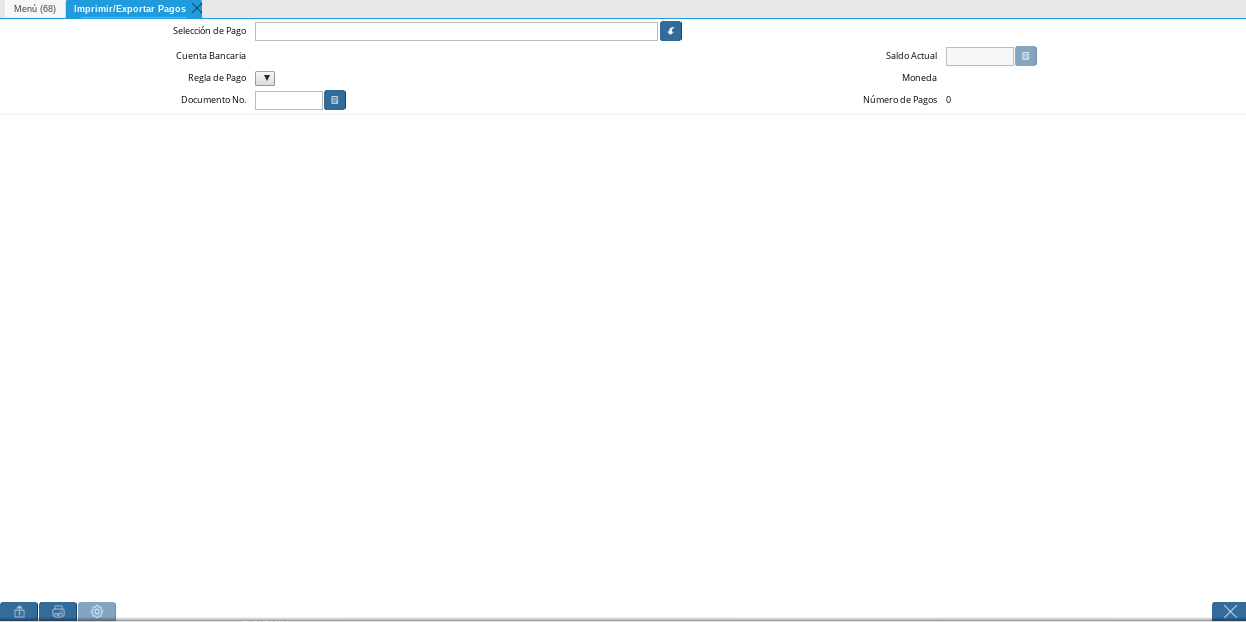 Menú (68) Imprimir/Exportar Pagos
Selección de Pago
Cuenta Bancaria Saldo Actual
Regla de Pago Moneda
Documento No. Número de Pagos 0